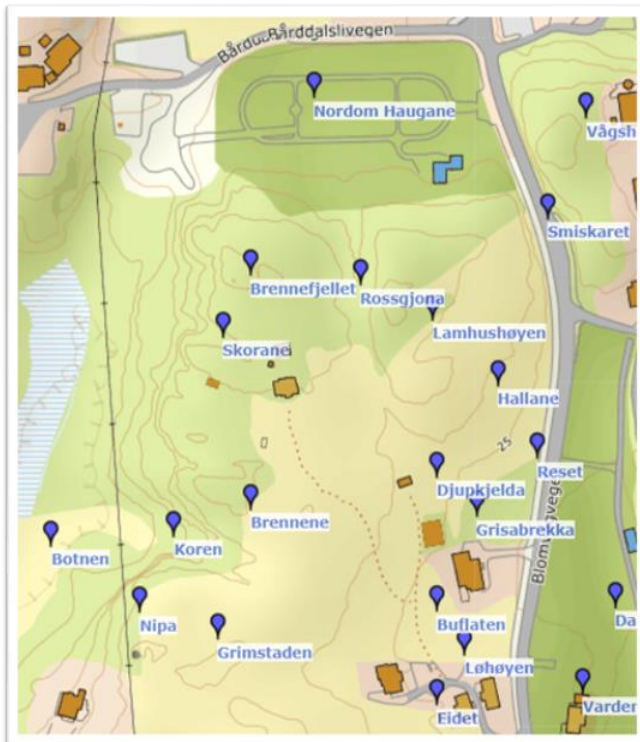 Bårddalslivegen
Nordom Haugane
Vågsh
Smiskaret
Brennefjellet
Rossgjona
Lamhushøyen
Skorane
Hallane
25
Reset
Djupkjelda
Grisabrekka
Brennene
Koren
Botnen
Blomvågvegen
Nipa
Grimstaden
Buflaten
Da
Løhøyen
Eidet
Varden